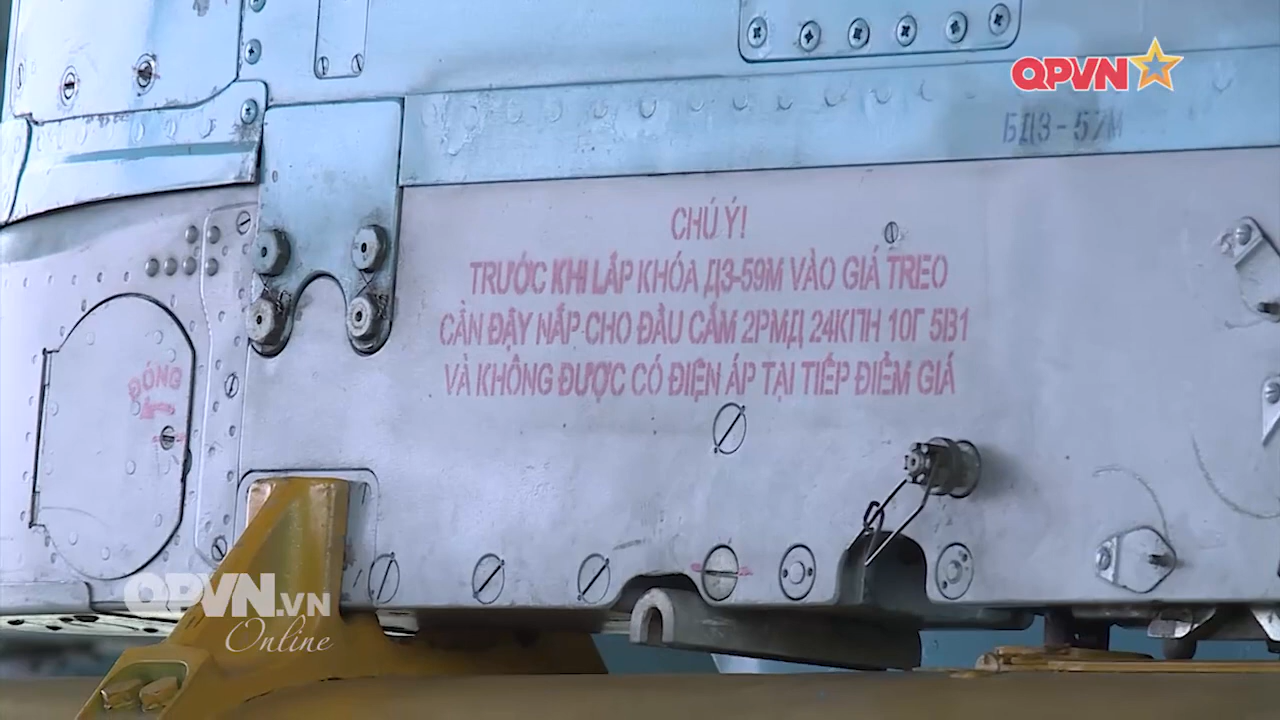 QPVN
БДЗ-57М
CHÚ Ý!
TRƯỚC KHI LẮP KHÓA ДЗ-59М VÀO GIÁ TREO
CẦN ĐẬY NẮP CHO ĐẦU CẮM 2РМД 24КПН 10Г 5В1
VÀ KHÔNG ĐƯỢC CÓ ĐIỆN ÁP TẠI TIẾP ĐIỂM GIÁ
ĐÓNG
QPVN.VN
Online